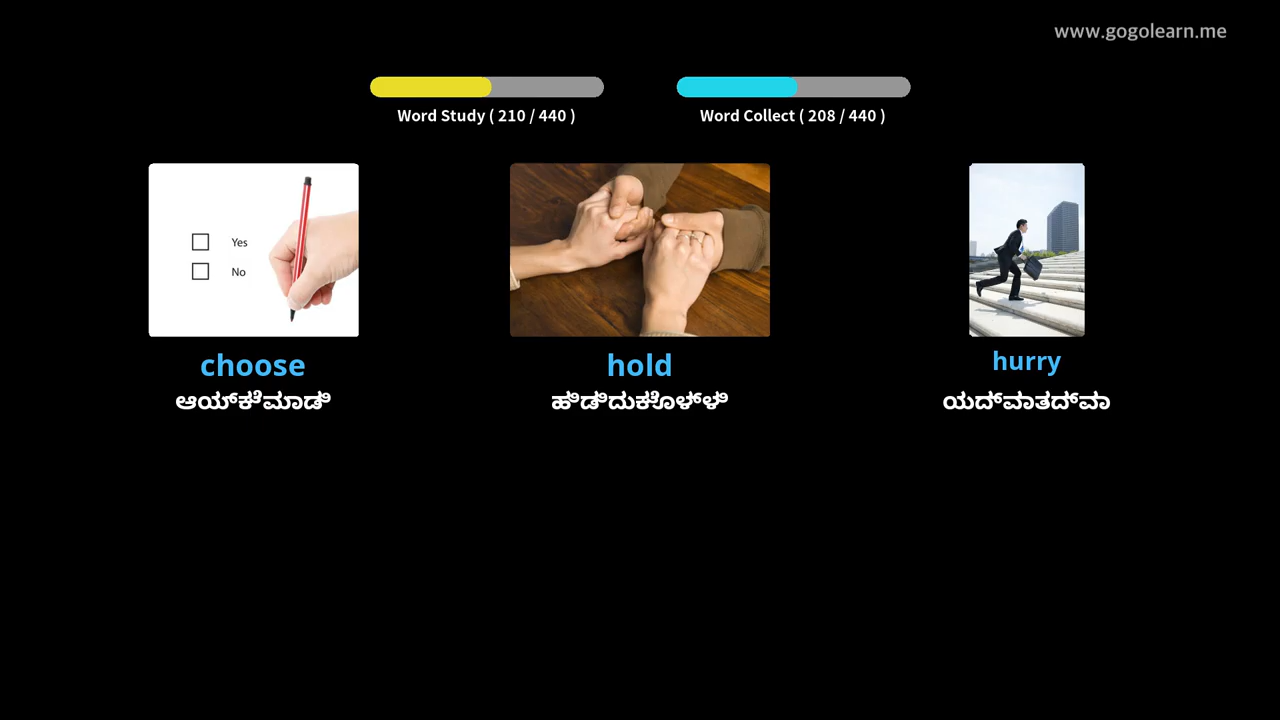 www.gogolearn.me
Word Study ( 210 / 440 )
Word Collect ( 208 / 440 )
Yes
No
choose
hold
hurry
ಆಯ್ಕೆಮಾಡಿ
ಹಿಡಿದುಕೊಳ್ಳಿ
ಯದ್ವಾತದ್ವಾ